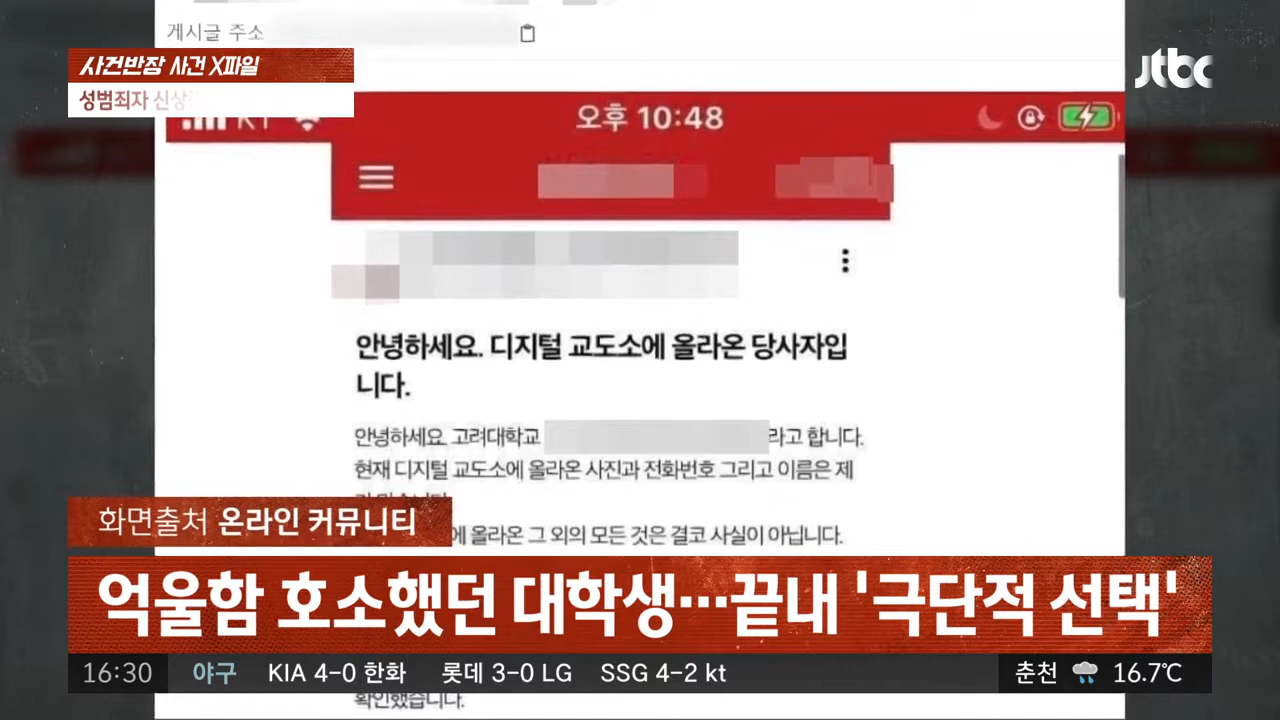 게시글 주소
사건반장 사건 X파일
jtbc
성범죄자 신상
KT 오후 10:48
안녕하세요. 디지털 교도소에 올라온 당사자입
니다.
안녕하세요. 고려대학교 라고 합니다.
현재 디지털 교도소에 올라온 사진과 전화번호 그리고 이름은 제
화면출처 온라인 커뮤니티
에 올라온 그 외의 모든 것은 결코 사실이 아닙니다.
억울함 호소했던 대학생…끝내 '극단적 선택'
16:30 야구 KIA 4-0 한화 롯데 3-0 LG SSG 4-2 kt 춘천 16.7℃
확인했습니다.